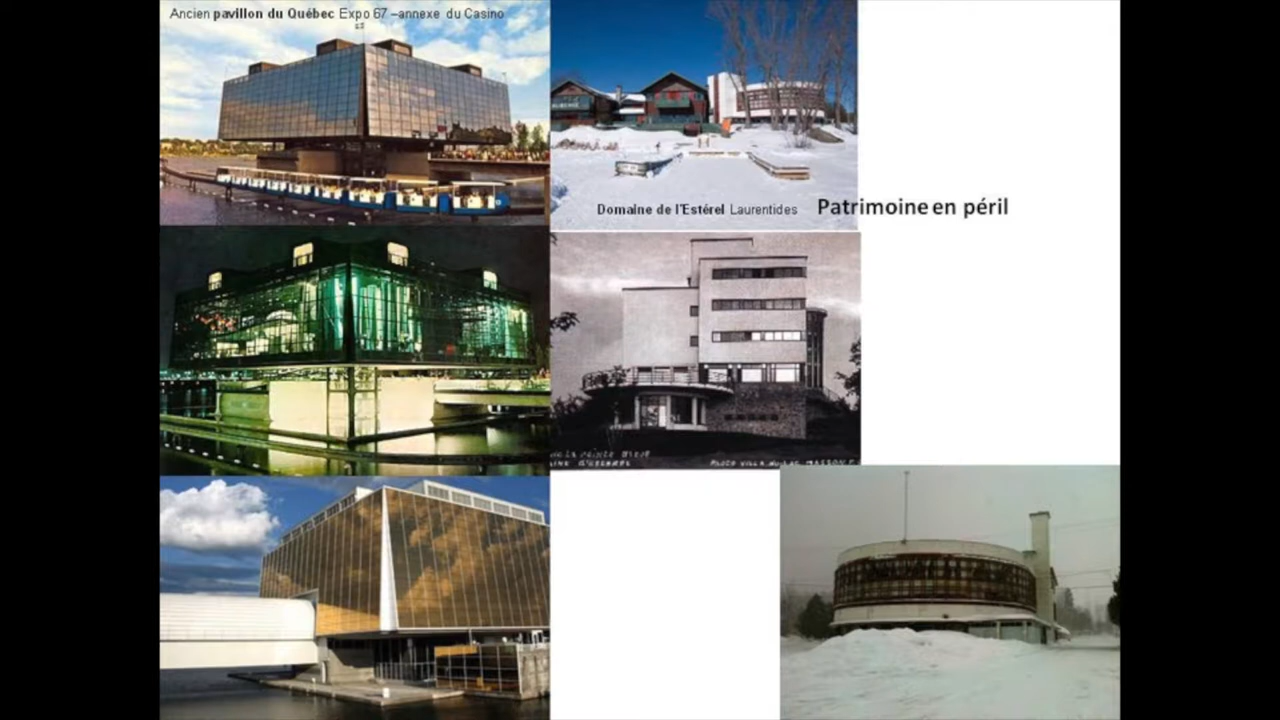 Ancien pavillon du Québec Expo 67 –annexe du Casino
Domaine de l'Estérel Laurentides
Patrimoine en péril